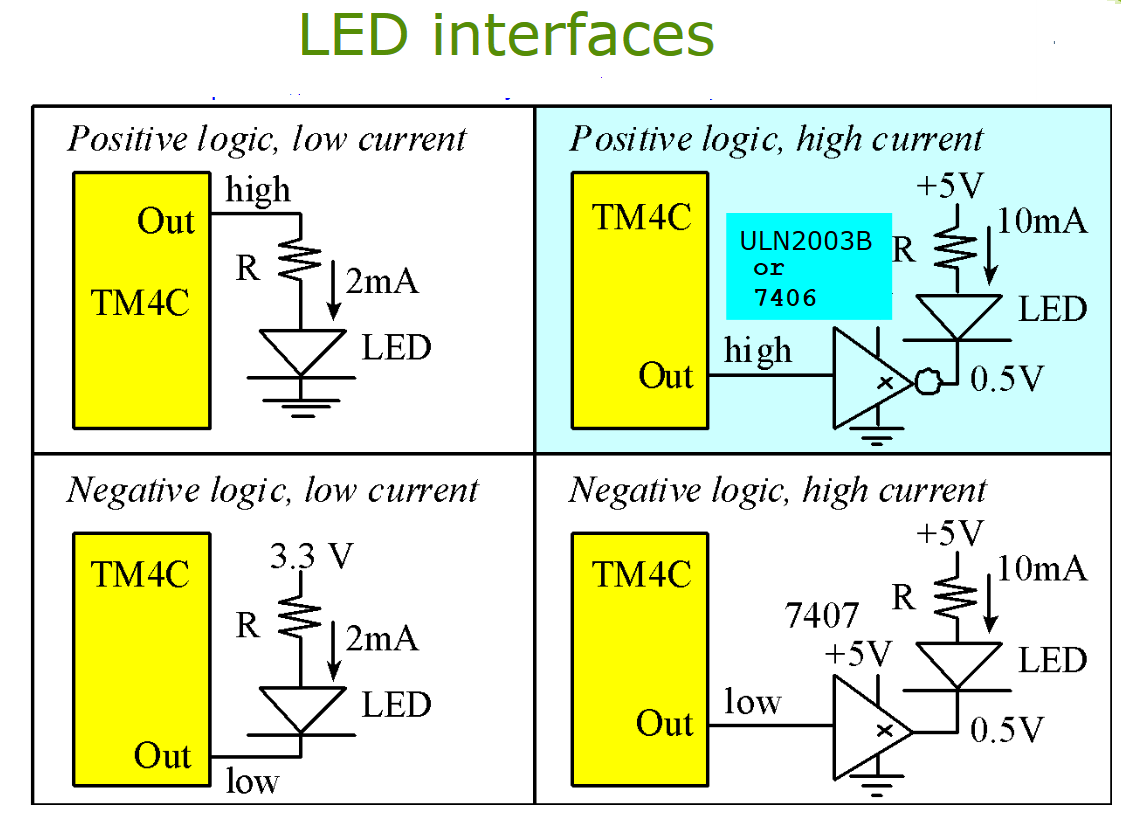 LED interfaces
Positive logic, low current
high
Out
R
2mA
TM4C
LED
Positive logic, high current
+5V
TM4C
10mA
ULN2003B
or
7406
R
LED
high
Out
x
0.5V
Negative logic, low current
TM4C
3.3 V
R
2mA
LED
Out
low
Negative logic, high current
+5V
TM4C
10mA
R
7407
+5V
LED
low
Out
x
0.5V